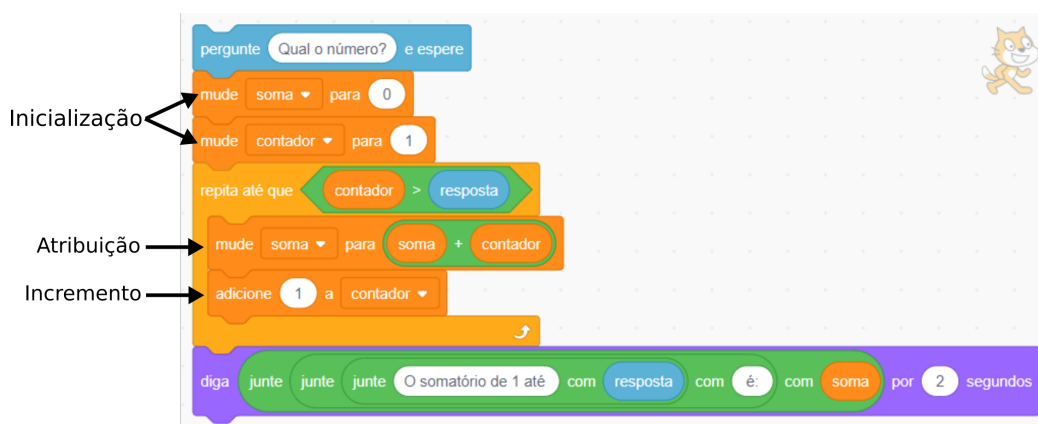 pergunte Qual o número? e espere
Inicialização
mude soma para 0
mude contador para 1
repita até que contador > resposta
Atribuição
mude soma para soma + contador
Incremento
adicione 1 a contador
diga junte junte junte O somatório de 1 até com resposta com é: com soma por 2 segundos